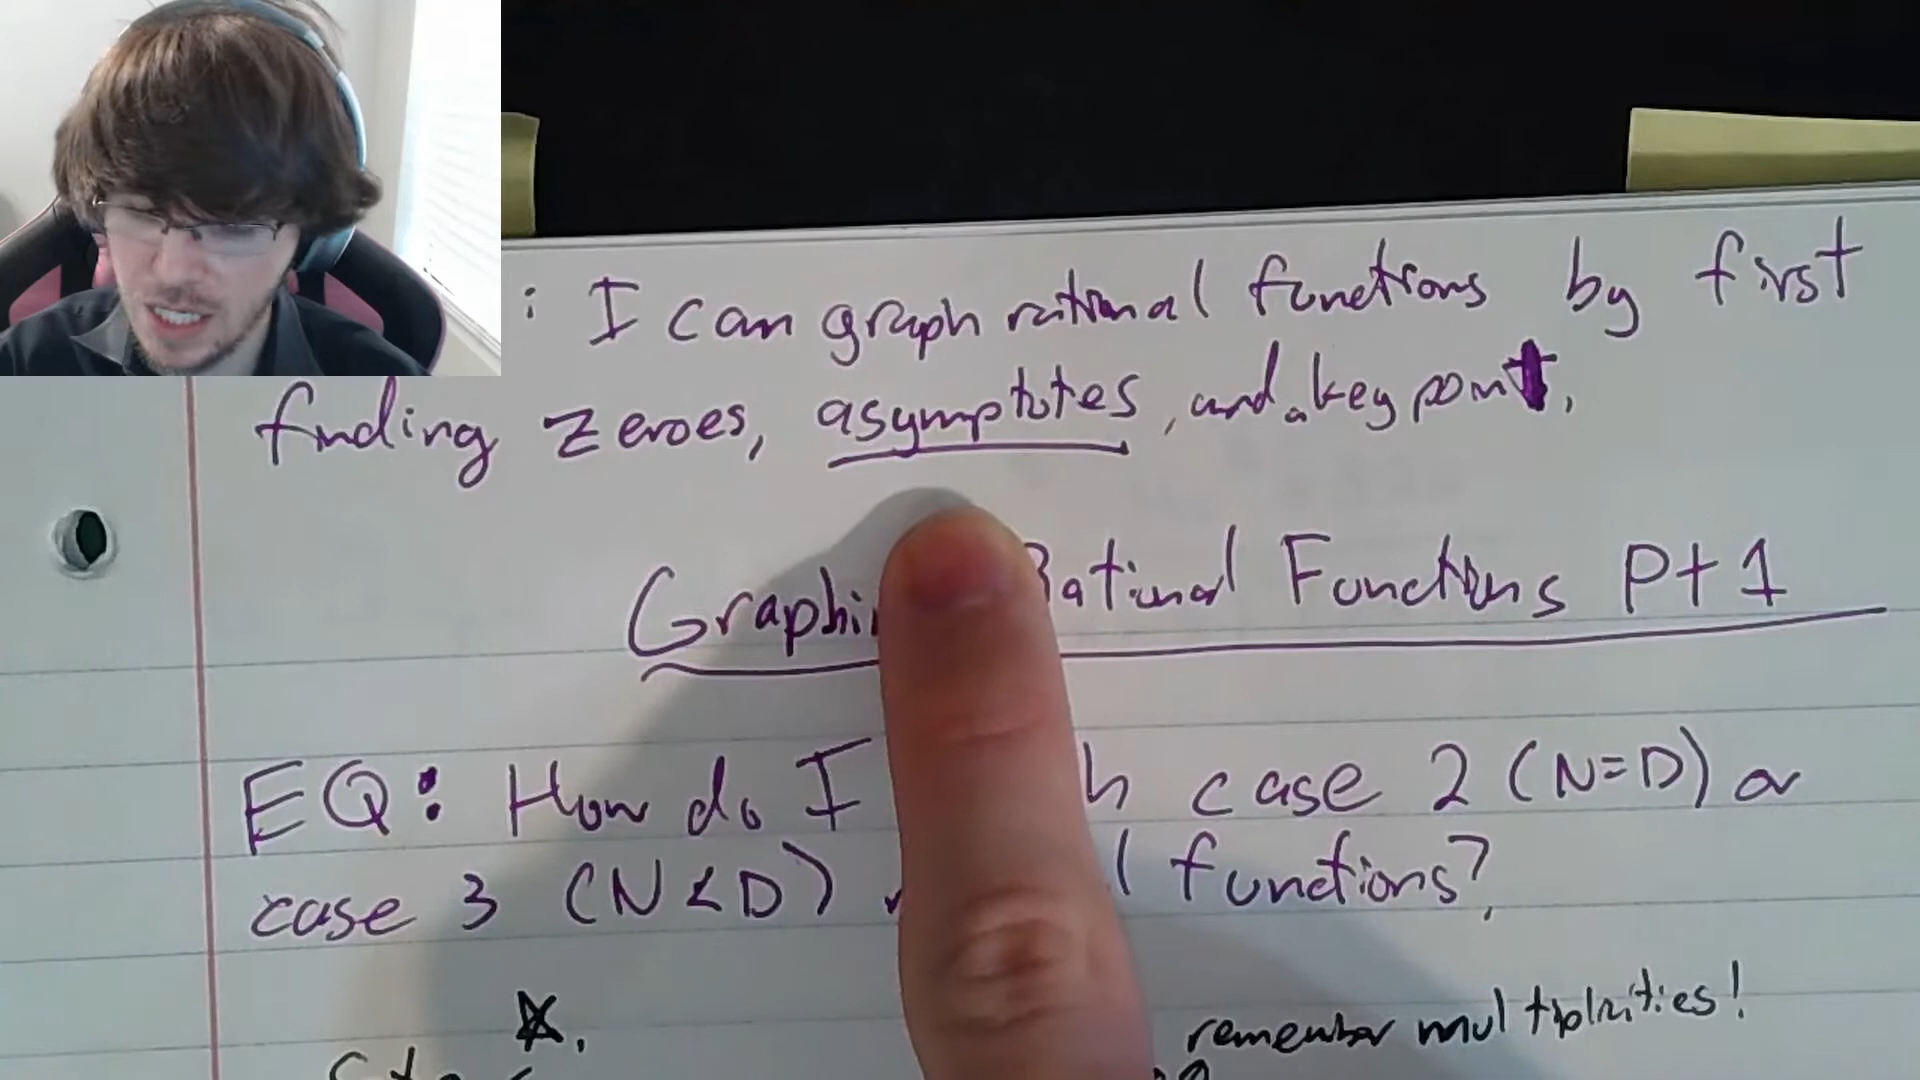 : I can graph rational functions by first
finding zeroes, asymptotes, and a key point.
Graphi Rational Functions Pt 1
EQ: How do I h case 2 (N=D) or
case 3 (N<D) l functions?
remember multiplicities!